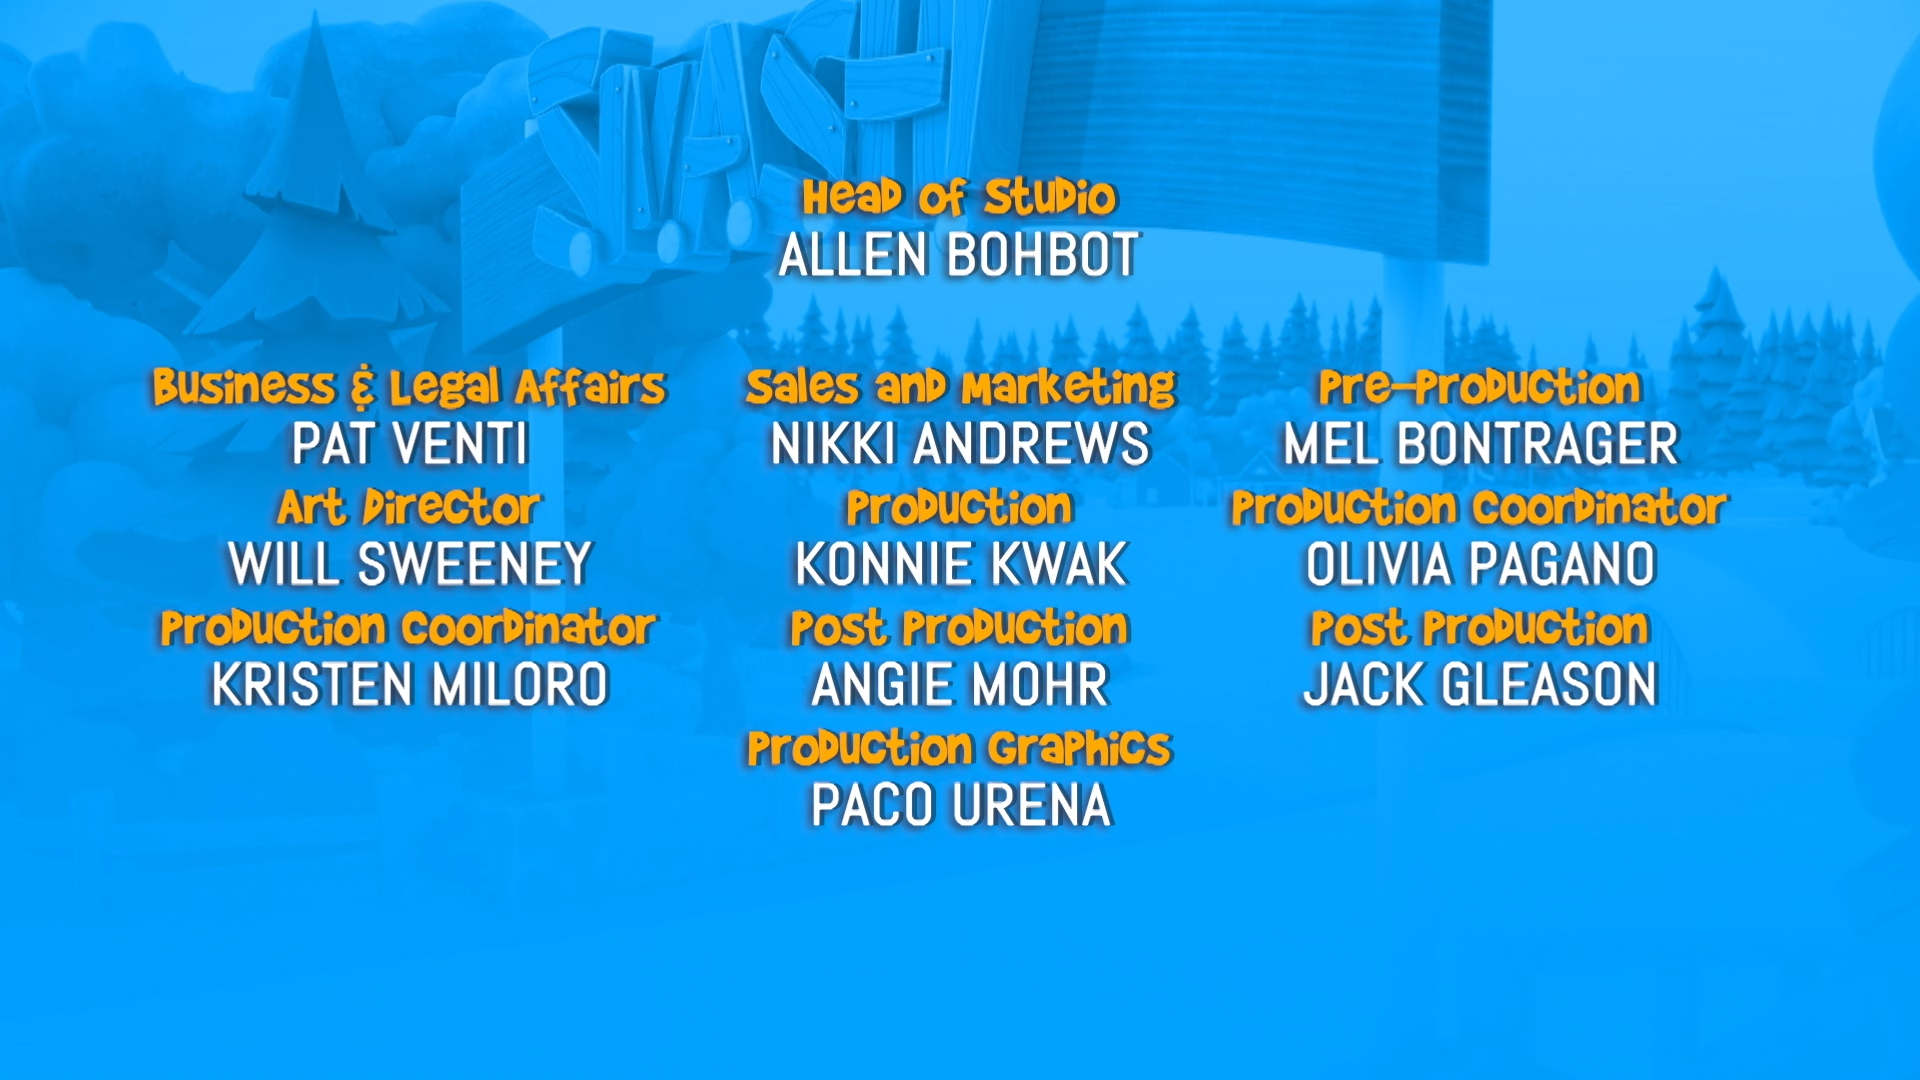 STASH
Head of Studio
ALLEN BOHBOT
Business & Legal Affairs
PAT VENTI
Art Director
WILL SWEENEY
Production Coordinator
KRISTEN MILORO
Sales and Marketing
NIKKI ANDREWS
Production
KONNIE KWAK
Post Production
ANGIE MOHR
Production Graphics
PACO URENA
Pre-Production
MEL BONTRAGER
Production Coordinator
OLIVIA PAGANO
Post Production
JACK GLEASON